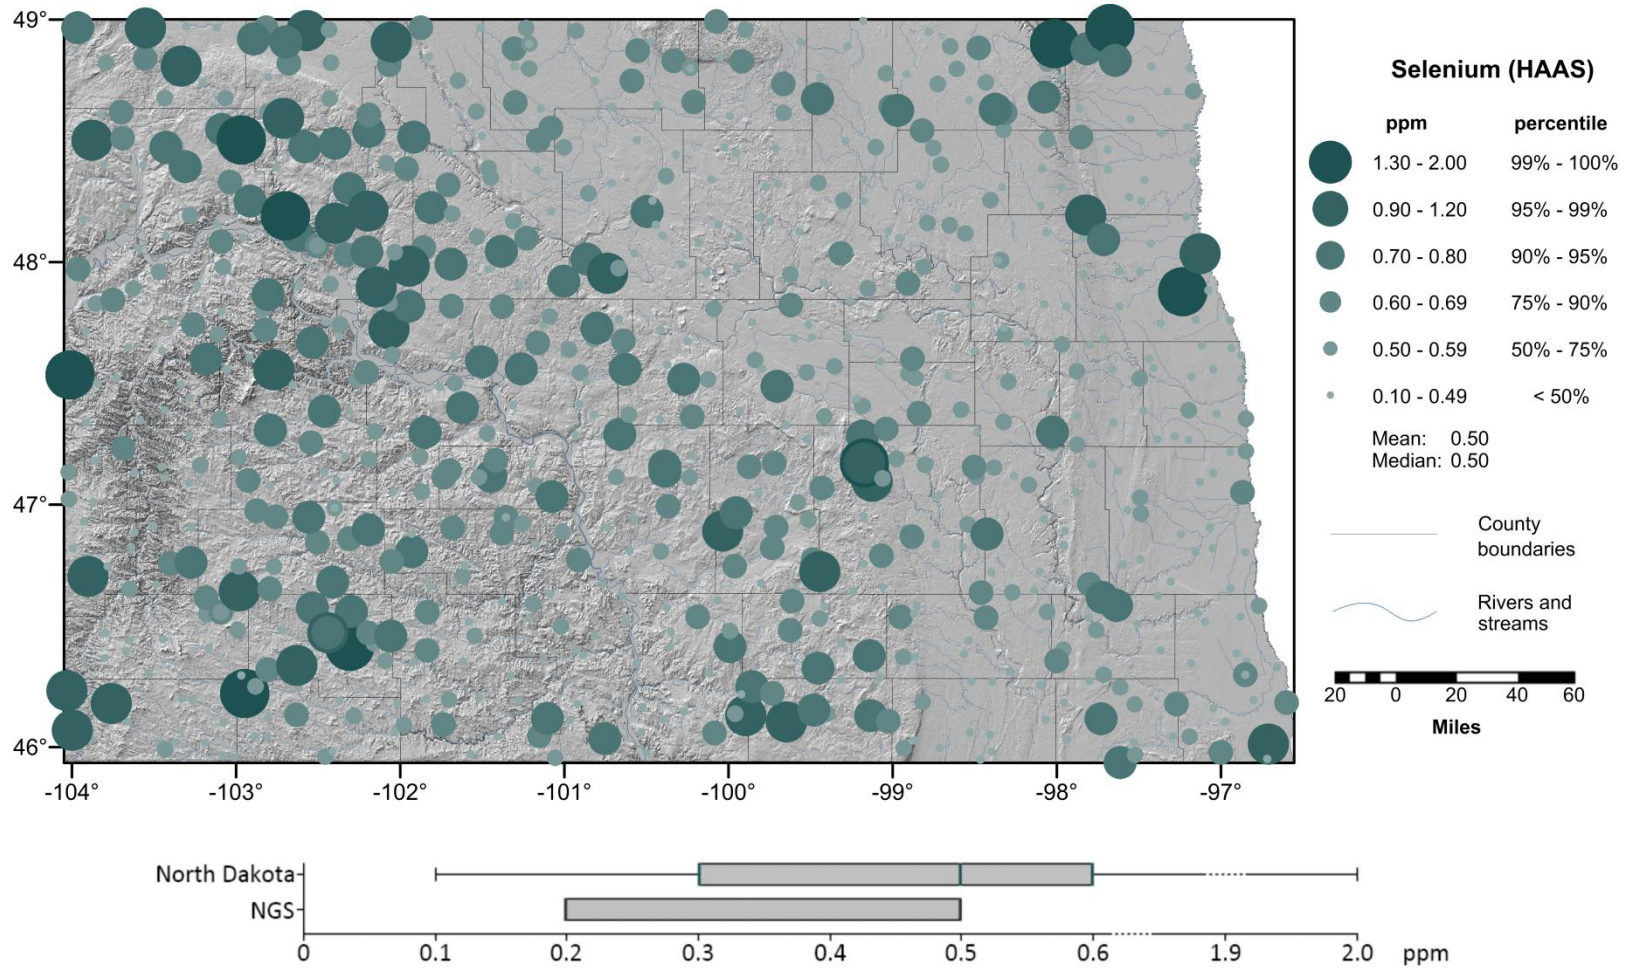 Selenium (HAAS)
ppm percentile
1.30 - 2.00 99% - 100%
0.90 - 1.20 95% - 99%
0.70 - 0.80 90% - 95%
0.60 - 0.69 75% - 90%
0.50 - 0.59 50% - 75%
0.10 - 0.49 < 50%
Mean: 0.50
Median: 0.50
County
boundaries
Rivers and
streams
20 0 20 40 60
Miles
49°
48°
47°
46°
-104° -103° -102° -101° -100° -99° -98° -97°
North Dakota
NGS
0 0.1 0.2 0.3 0.4 0.5 0.6 1.9 2.0 ppm